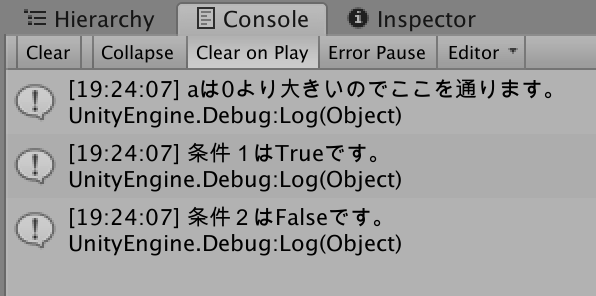 Hierarchy Console Inspector
Clear Collapse Clear on Play Error Pause Editor
[19:24:07] aは0より大きいのでここを通ります。
UnityEngine.Debug:Log(Object)
[19:24:07] 条件１はTrueです。
UnityEngine.Debug:Log(Object)
[19:24:07] 条件２はFalseです。
UnityEngine.Debug:Log(Object)